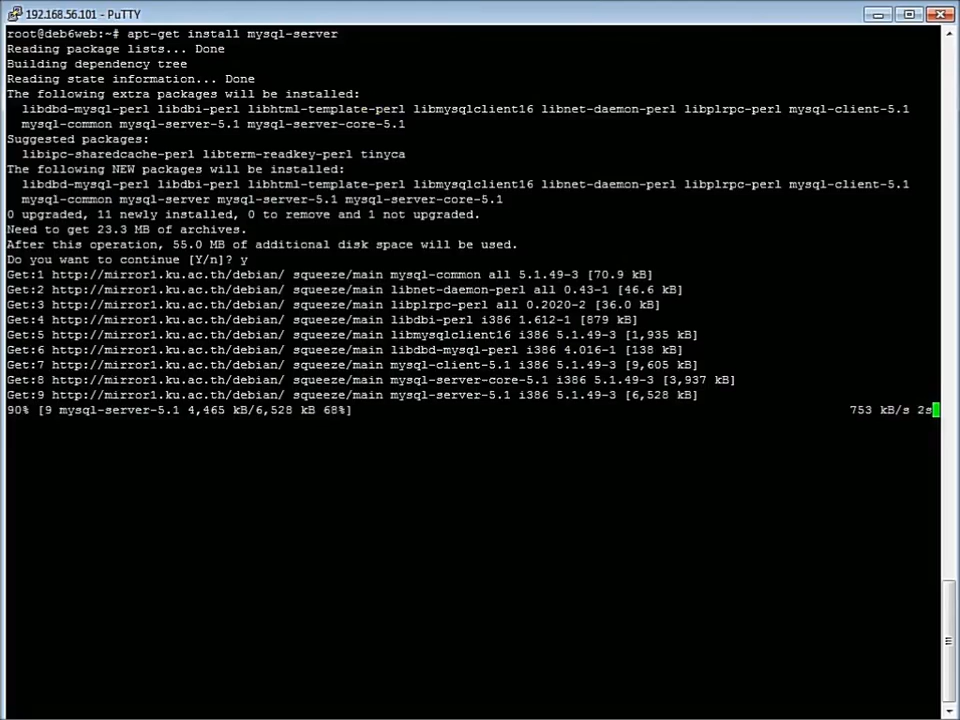 192.168.56.101 - PuTTY
root@deb6web:~# apt-get install mysql-server
Reading package lists... Done
Building dependency tree
Reading state information... Done
The following extra packages will be installed:
  libdbd-mysql-perl libdbi-perl libhtml-template-perl libmysqlclient16 libnet-daemon-perl libplrpc-perl mysql-client-5.1
  mysql-common mysql-server-5.1 mysql-server-core-5.1
Suggested packages:
  libipc-sharedcache-perl libterm-readkey-perl tinyca
The following NEW packages will be installed:
  libdbd-mysql-perl libdbi-perl libhtml-template-perl libmysqlclient16 libnet-daemon-perl libplrpc-perl mysql-client-5.1
  mysql-common mysql-server mysql-server-5.1 mysql-server-core-5.1
0 upgraded, 11 newly installed, 0 to remove and 1 not upgraded.
Need to get 23.3 MB of archives.
After this operation, 55.0 MB of additional disk space will be used.
Do you want to continue [Y/n]? y
Get:1 http://mirror1.ku.ac.th/debian/ squeeze/main mysql-common all 5.1.49-3 [70.9 kB]
Get:2 http://mirror1.ku.ac.th/debian/ squeeze/main libnet-daemon-perl all 0.43-1 [46.6 kB]
Get:3 http://mirror1.ku.ac.th/debian/ squeeze/main libplrpc-perl all 0.2020-2 [36.0 kB]
Get:4 http://mirror1.ku.ac.th/debian/ squeeze/main libdbi-perl i386 1.612-1 [879 kB]
Get:5 http://mirror1.ku.ac.th/debian/ squeeze/main libmysqlclient16 i386 5.1.49-3 [1,935 kB]
Get:6 http://mirror1.ku.ac.th/debian/ squeeze/main libdbd-mysql-perl i386 4.016-1 [138 kB]
Get:7 http://mirror1.ku.ac.th/debian/ squeeze/main mysql-client-5.1 i386 5.1.49-3 [9,605 kB]
Get:8 http://mirror1.ku.ac.th/debian/ squeeze/main mysql-server-core-5.1 i386 5.1.49-3 [3,937 kB]
Get:9 http://mirror1.ku.ac.th/debian/ squeeze/main mysql-server-5.1 i386 5.1.49-3 [6,528 kB]
90% [9 mysql-server-5.1 4,465 kB/6,528 kB 68%] 753 kB/s 2s